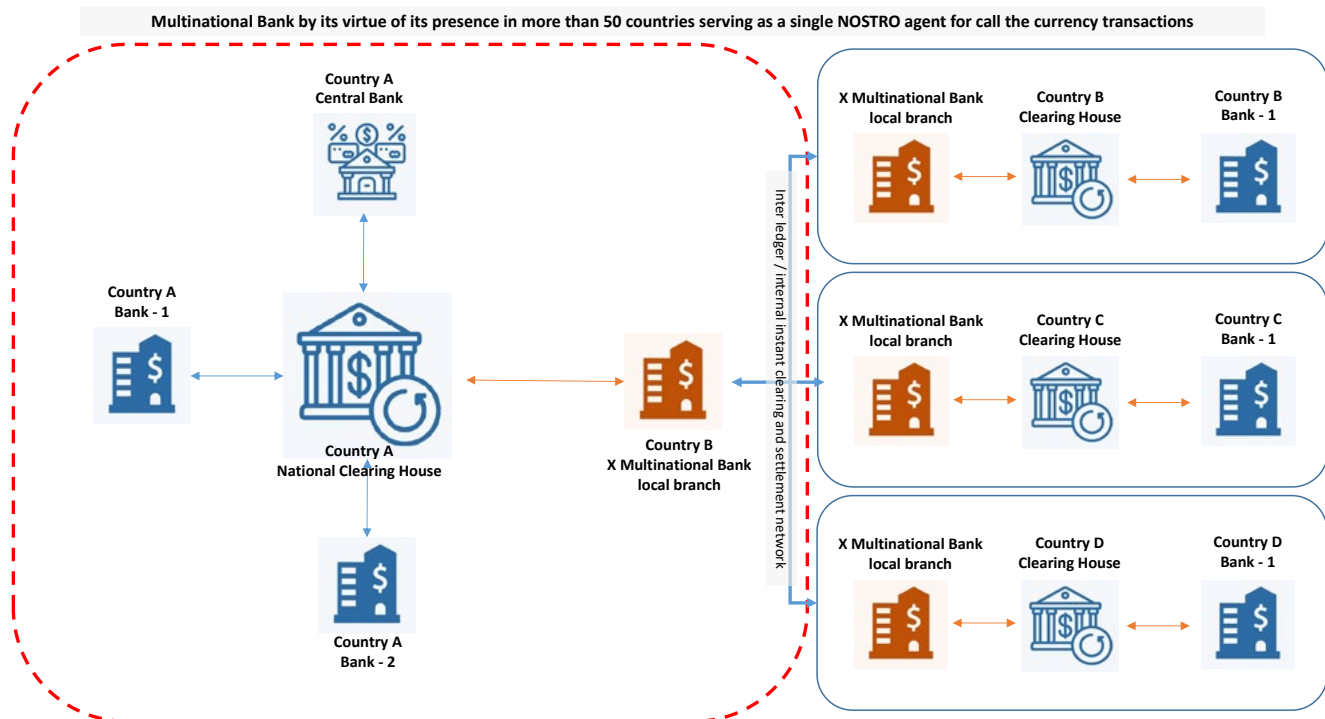 Multinational Bank by its virtue of its presence in more than 50 countries serving as a single NOSTRO agent for call the currency transactions
Country A
Central Bank
Country A
Bank - 1
Country A
National Clearing House
Country A
Bank - 2
Country B
X Multinational Bank
local branch
Inter ledger / internal instant clearing and settlement network
X Multinational Bank
local branch
Country B
Clearing House
Country B
Bank - 1
X Multinational Bank
local branch
Country C
Clearing House
Country C
Bank - 1
X Multinational Bank
local branch
Country D
Clearing House
Country D
Bank - 1